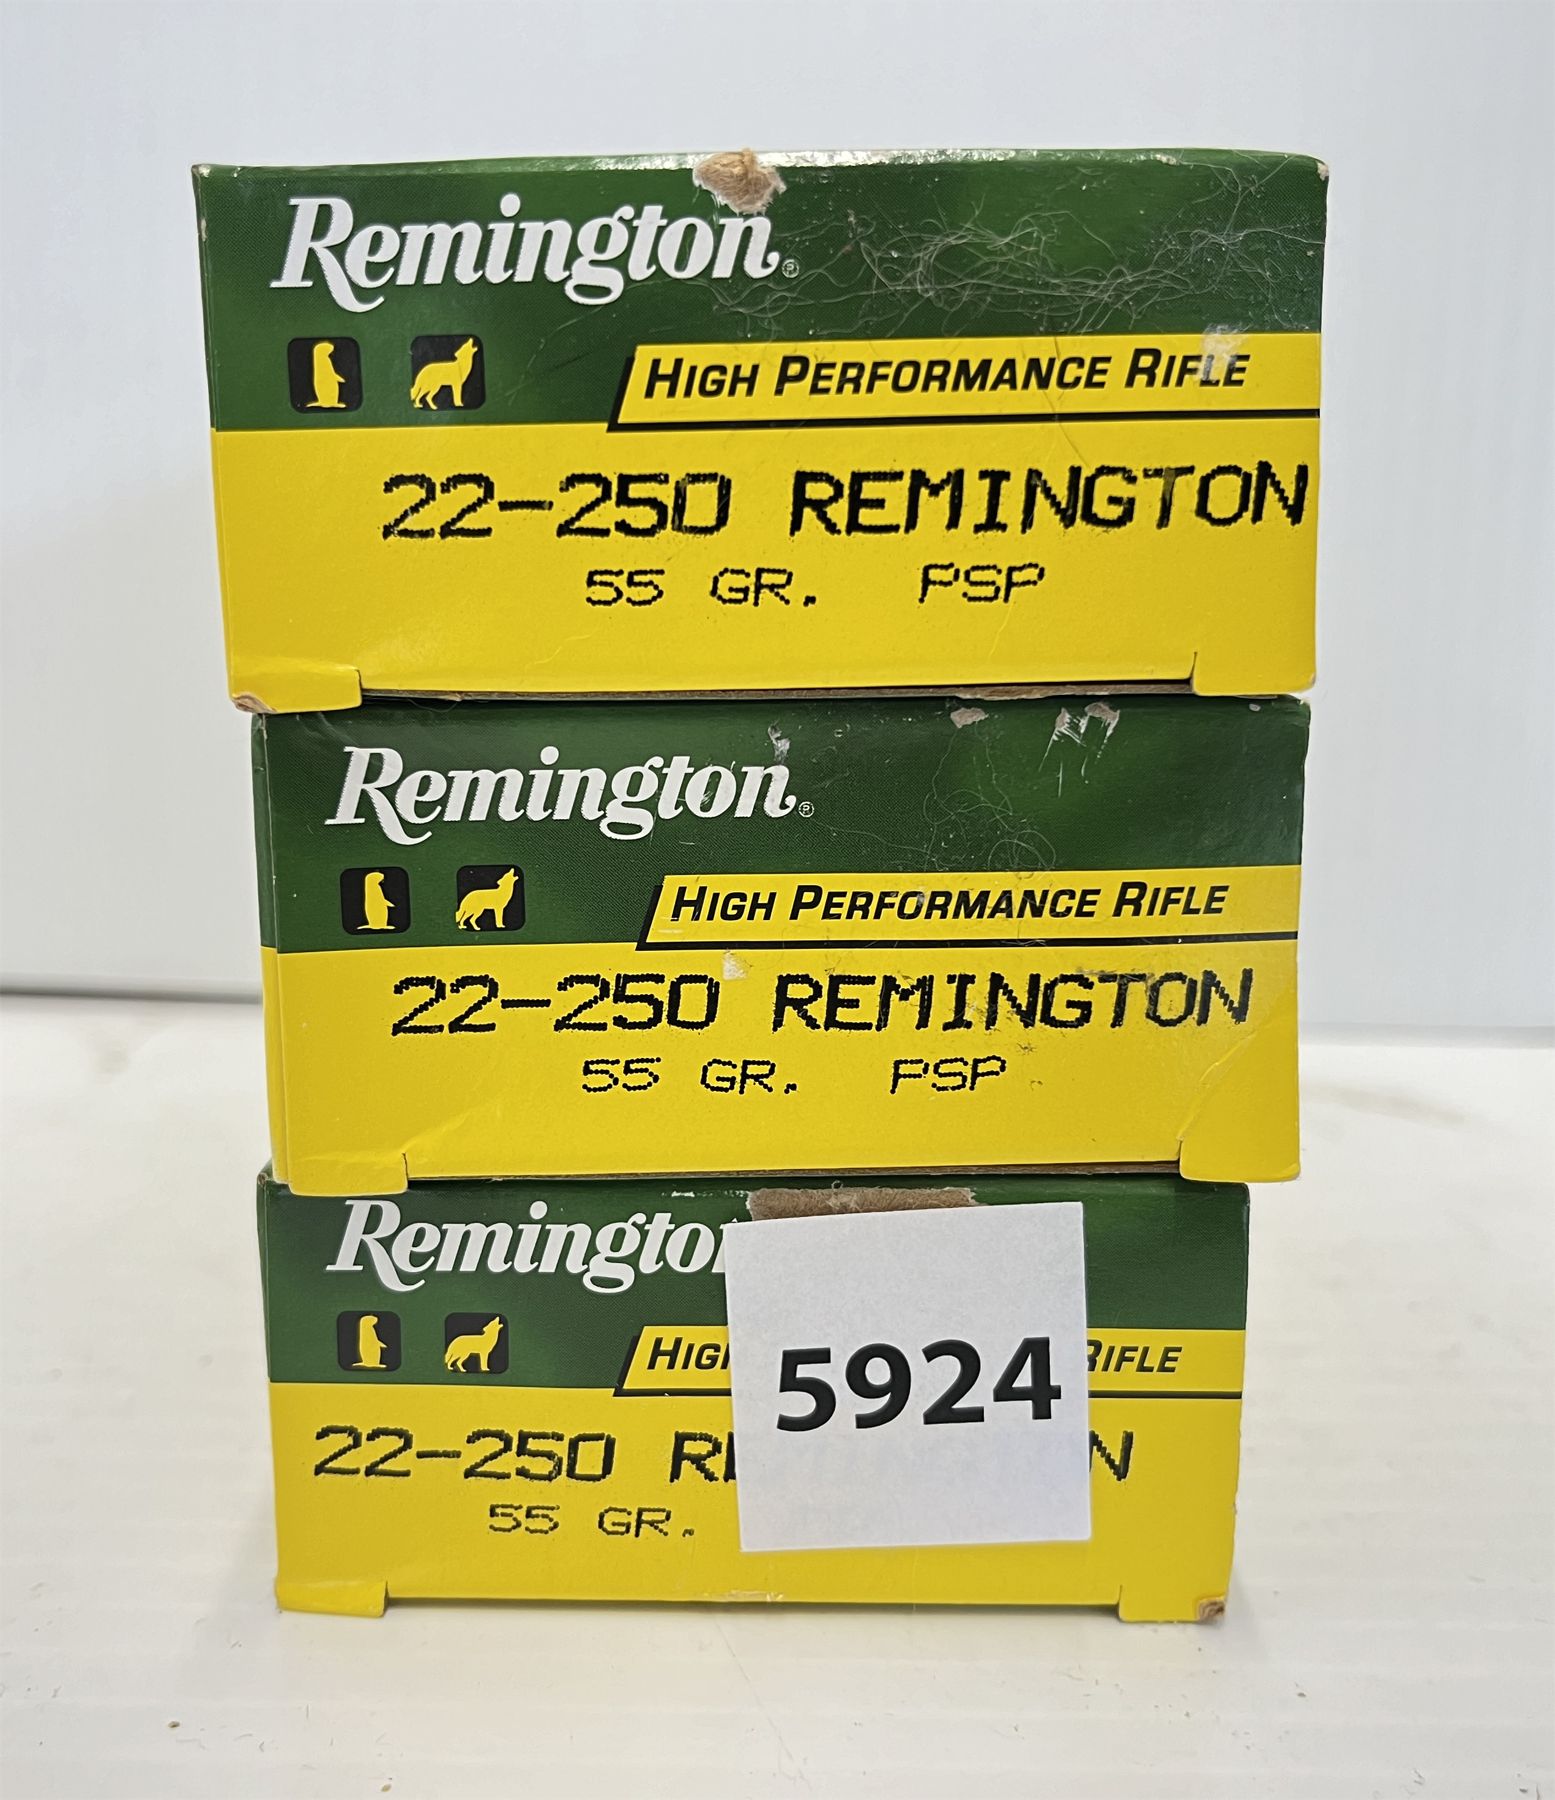 Remington®
HIGH PERFORMANCE RIFLE
22-250 REMINGTON
55 GR. PSP
Remington®
HIGH PERFORMANCE RIFLE
22-250 REMINGTON
55 GR. PSP
Remingto
HIG RIFLE
22-250 R N
55 GR.
5924